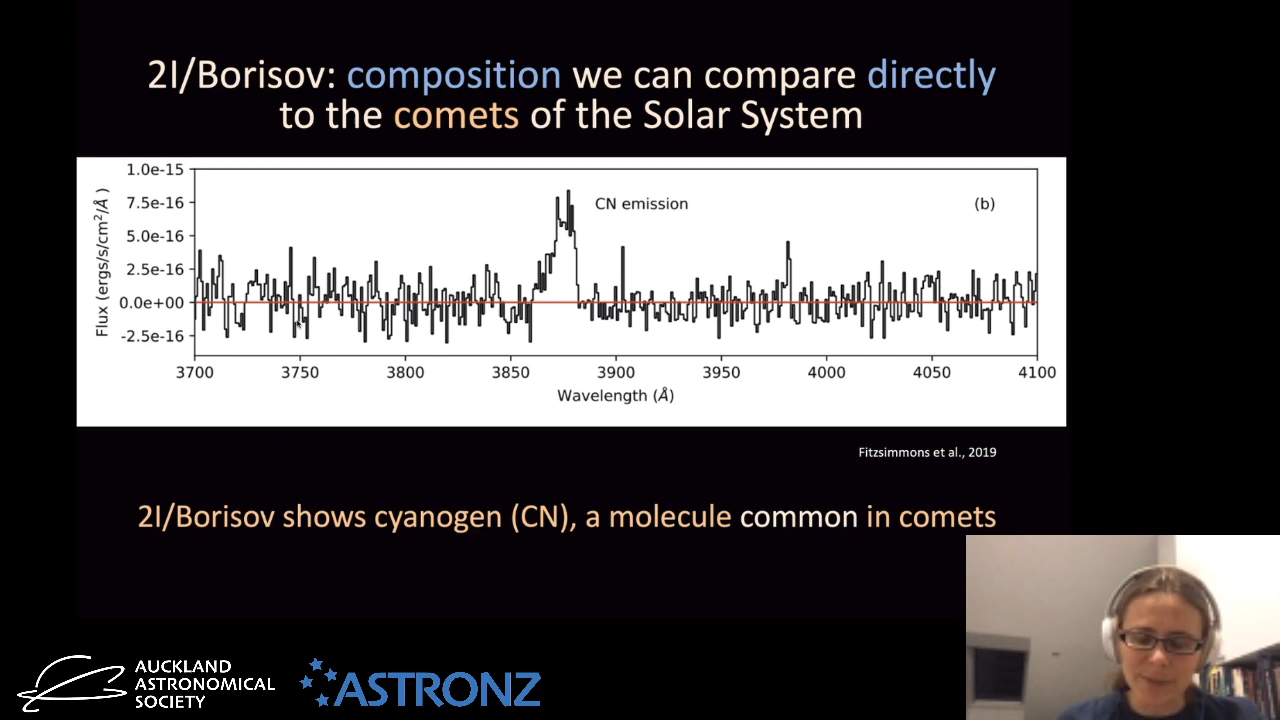 2I/Borisov: composition we can compare directly
to the comets of the Solar System
1.0e-15
7.5e-16
5.0e-16
2.5e-16
0.0e+00
-2.5e-16
Flux (ergs/s/cm²/Å )
CN emission
(b)
3700 3750 3800 3850 3900 3950 4000 4050 4100
Wavelength (Å)
Fitzsimmons et al., 2019
2I/Borisov shows cyanogen (CN), a molecule common in comets
AUCKLAND
ASTRONOMICAL
SOCIETY
ASTRONZ